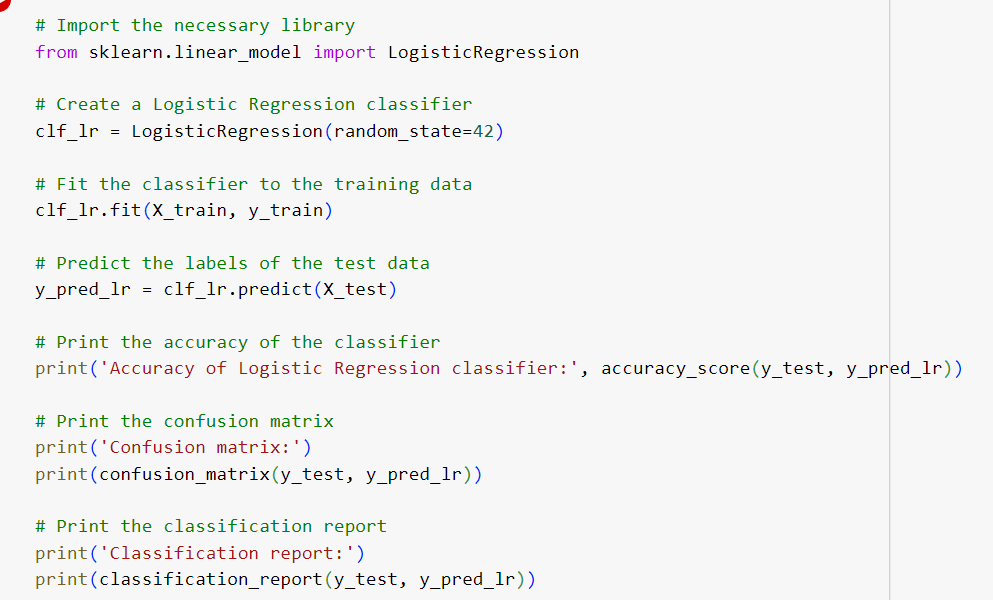 # Import the necessary library
from sklearn.linear_model import LogisticRegression
# Create a Logistic Regression classifier
clf_lr = LogisticRegression(random_state=42)
# Fit the classifier to the training data
clf_lr.fit(X_train, y_train)
# Predict the labels of the test data
y_pred_lr = clf_lr.predict(X_test)
# Print the accuracy of the classifier
print('Accuracy of Logistic Regression classifier:', accuracy_score(y_test, y_pred_lr))
# Print the confusion matrix
print('Confusion matrix:')
print(confusion_matrix(y_test, y_pred_lr))
# Print the classification report
print('Classification report:')
print(classification_report(y_test, y_pred_lr))